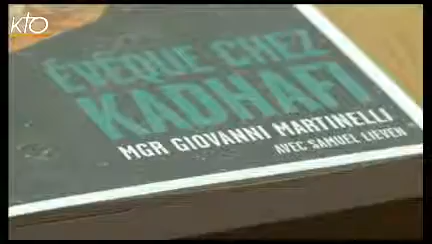 KTO
ÉVÊQUE CHEZ
KADHAFI
MGR GIOVANNI MARTINELLI
AVEC SAMUEL LIEVEN